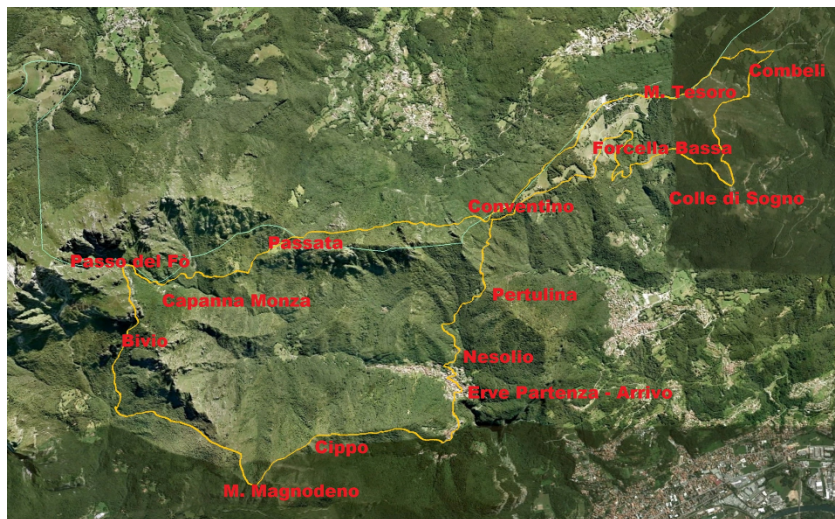 Combeli
M. Tesoro
Forcella Bassa
Colle di Sogno
Conventino
Passata
Passo del Fò
Capanna Monza
Pertulina
Bivio
Nesolio
Erve Partenza - Arrivo
Cippo
M. Magnodeno